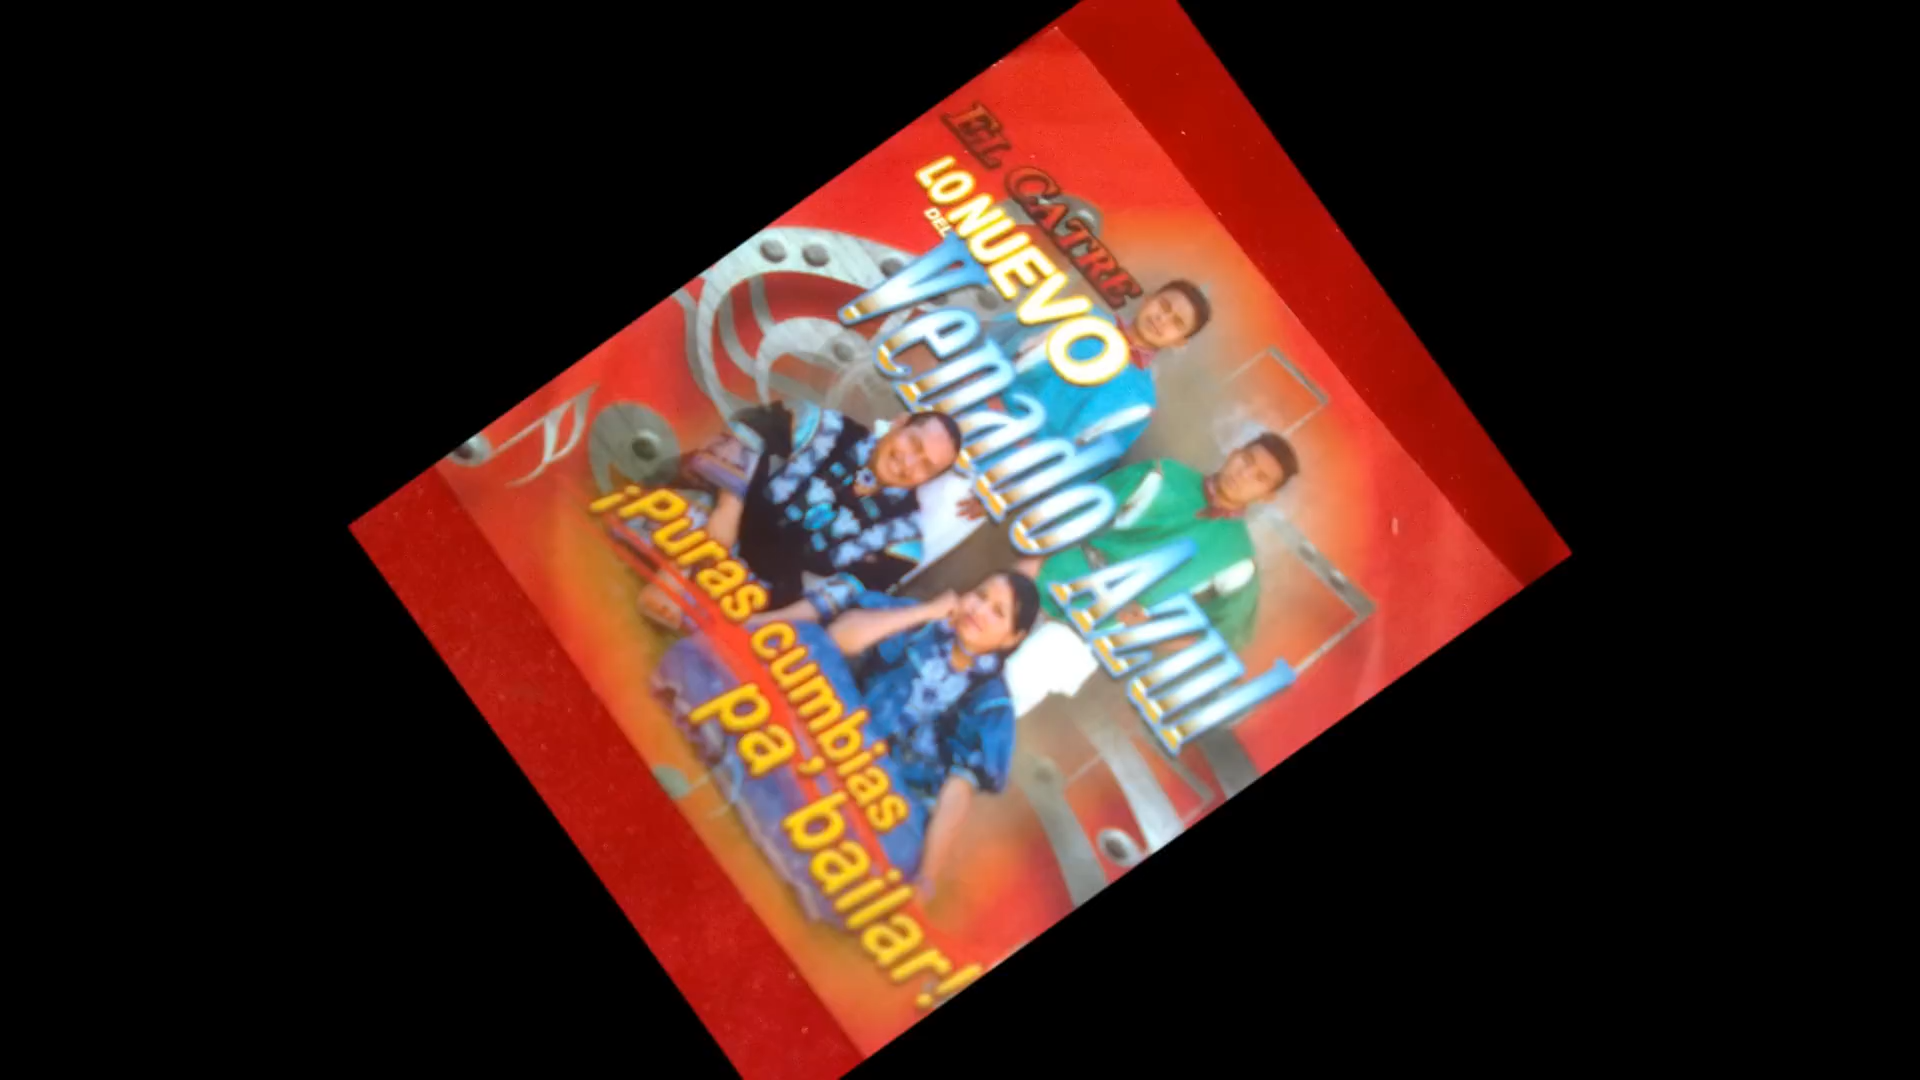 EL CATRE
LO NUEVO
DEL
Venado Azul
¡Puras cumbias
pa' bailar!